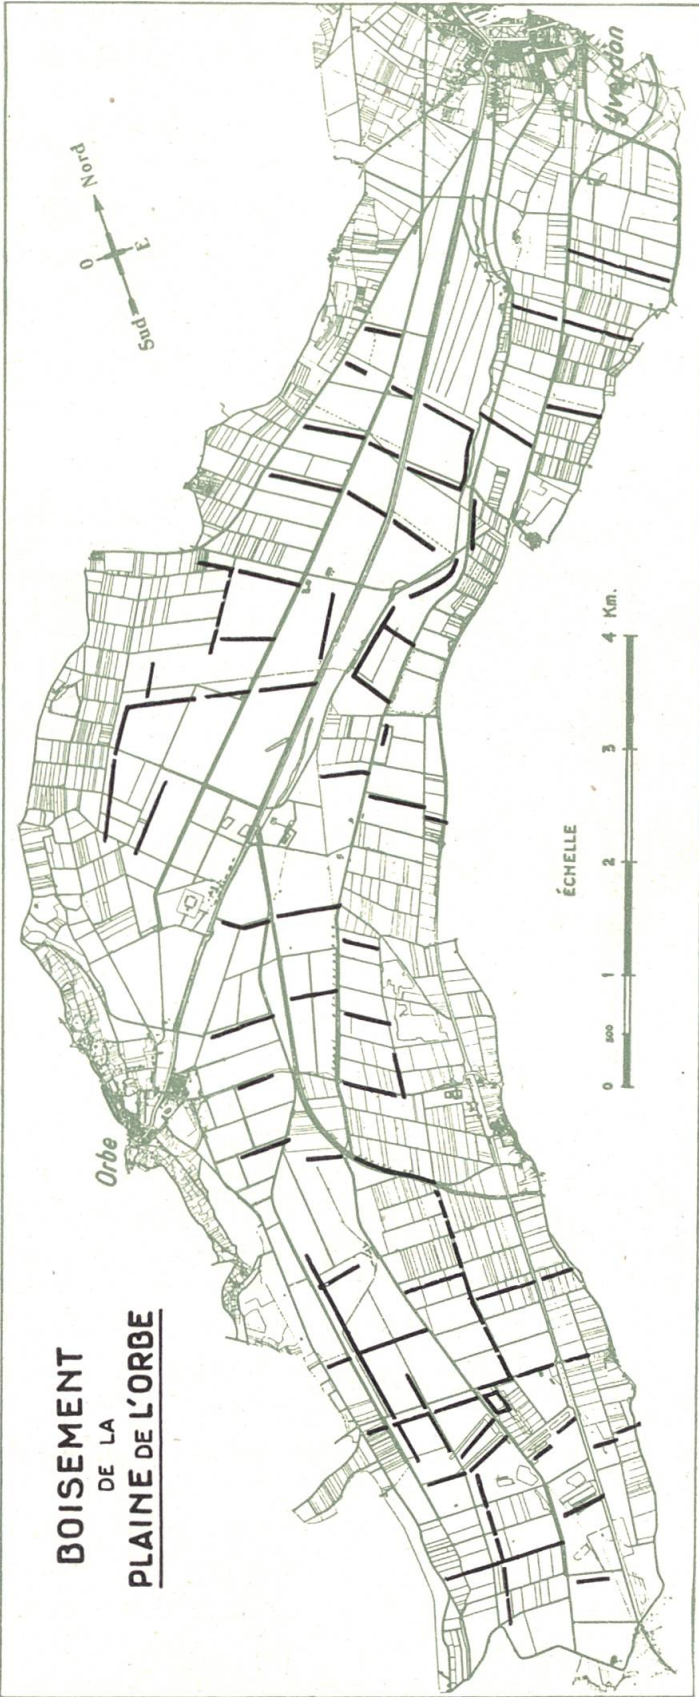 BOISEMENT
DE LA
PLAINE DE L'ORBE
Orbe
Yverdon
Nord
O
E
Sud
ÉCHELLE
0 500 1 2 3 4 Km.